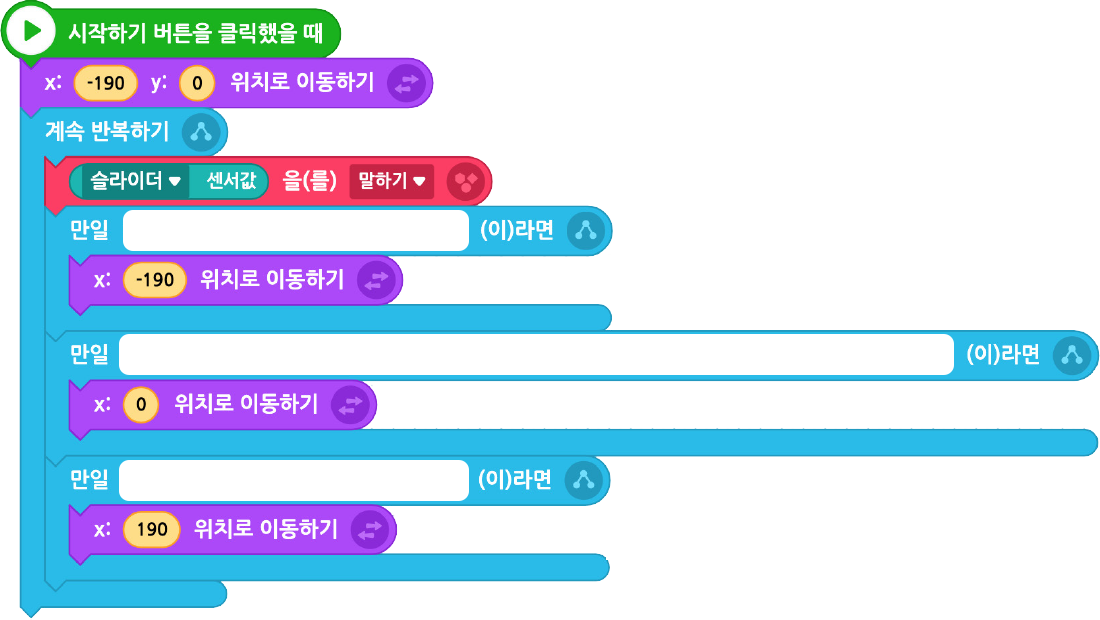 시작하기 버튼을 클릭했을 때
x: -190 y: 0 위치로 이동하기
계속 반복하기
슬라이더 센서값 을(를) 말하기
만일 (이)라면
x: -190 위치로 이동하기
만일 (이)라면
x: 0 위치로 이동하기
만일 (이)라면
x: 190 위치로 이동하기